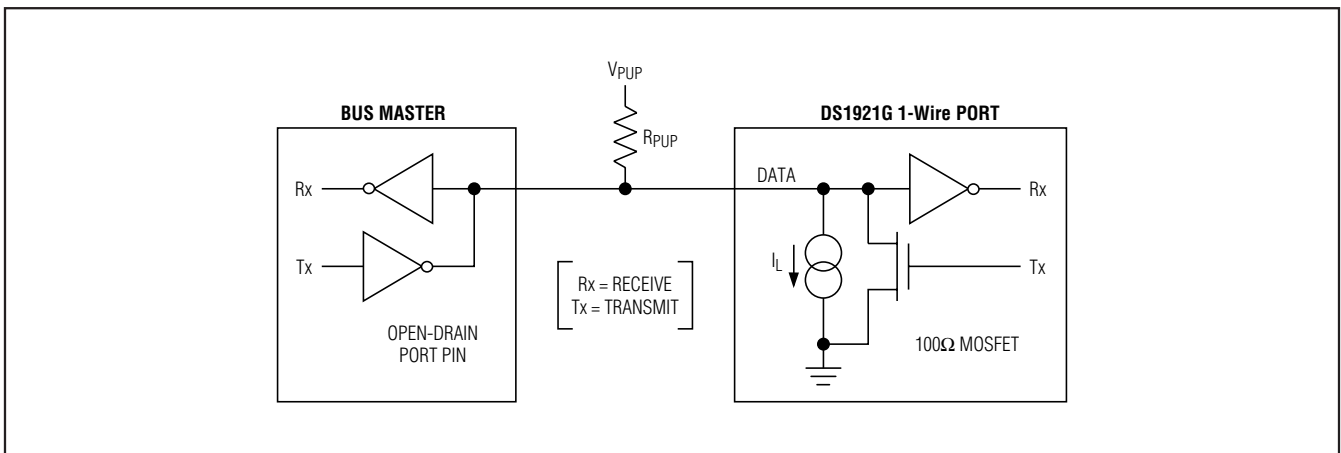 VPUP
BUS MASTER
DS1921G 1-Wire PORT
RPUP
Rx
DATA
Rx
Tx
IL
Tx
Rx = RECEIVE
Tx = TRANSMIT
OPEN-DRAIN
PORT PIN
100Ω MOSFET